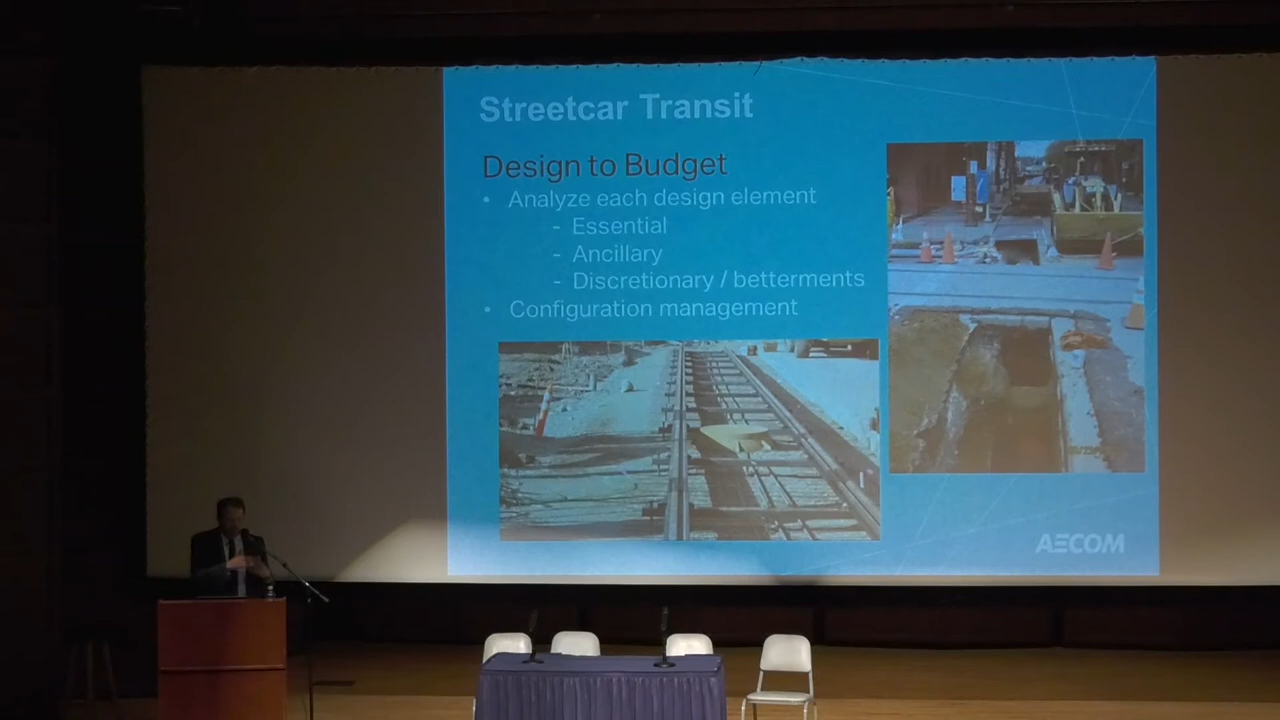 Streetcar Transit
Design to Budget
• Analyze each design element
- Essential
- Ancillary
- Discretionary / betterments
• Configuration management
AECOM